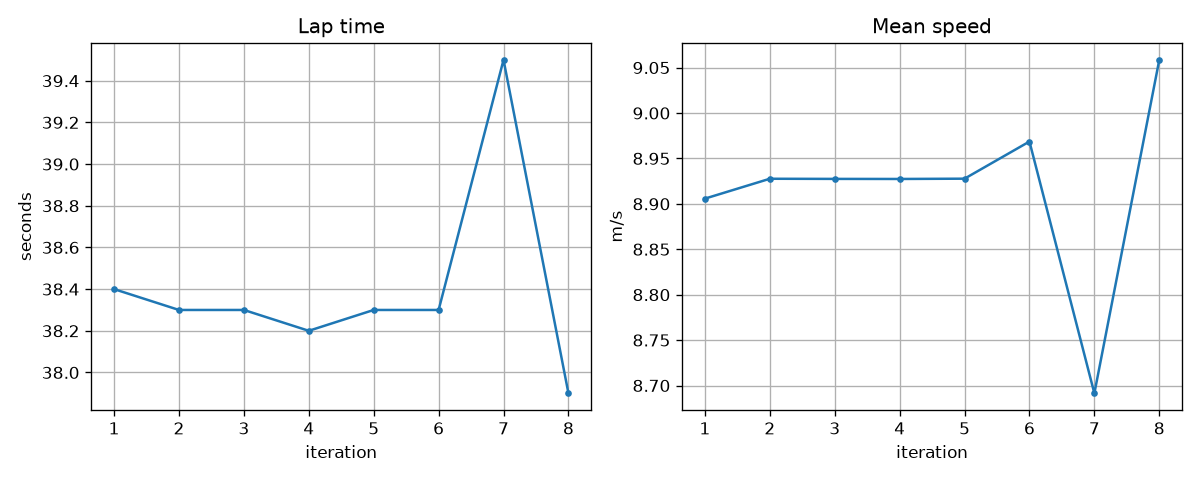 Lap time
seconds
39.4
39.2
39.0
38.8
38.6
38.4
38.2
38.0
1 2 3 4 5 6 7 8
iteration
Mean speed
m/s
9.05
9.00
8.95
8.90
8.85
8.80
8.75
8.70
1 2 3 4 5 6 7 8
iteration